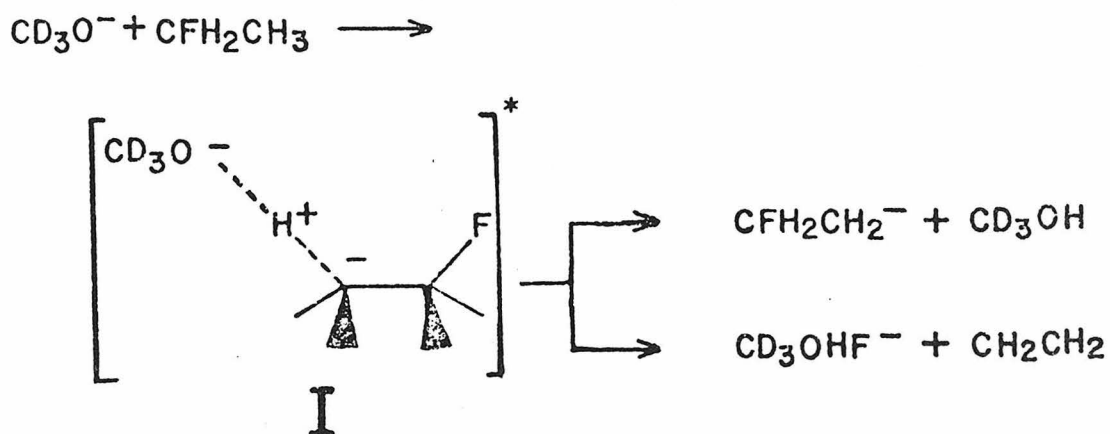 CD₃O⁻ + CFH₂CH₃ ⟶
*
CD₃O ⁻
H⁺
F
⁻
CFH₂CH₂⁻ + CD₃OH
CD₃OHF⁻ + CH₂CH₂
I